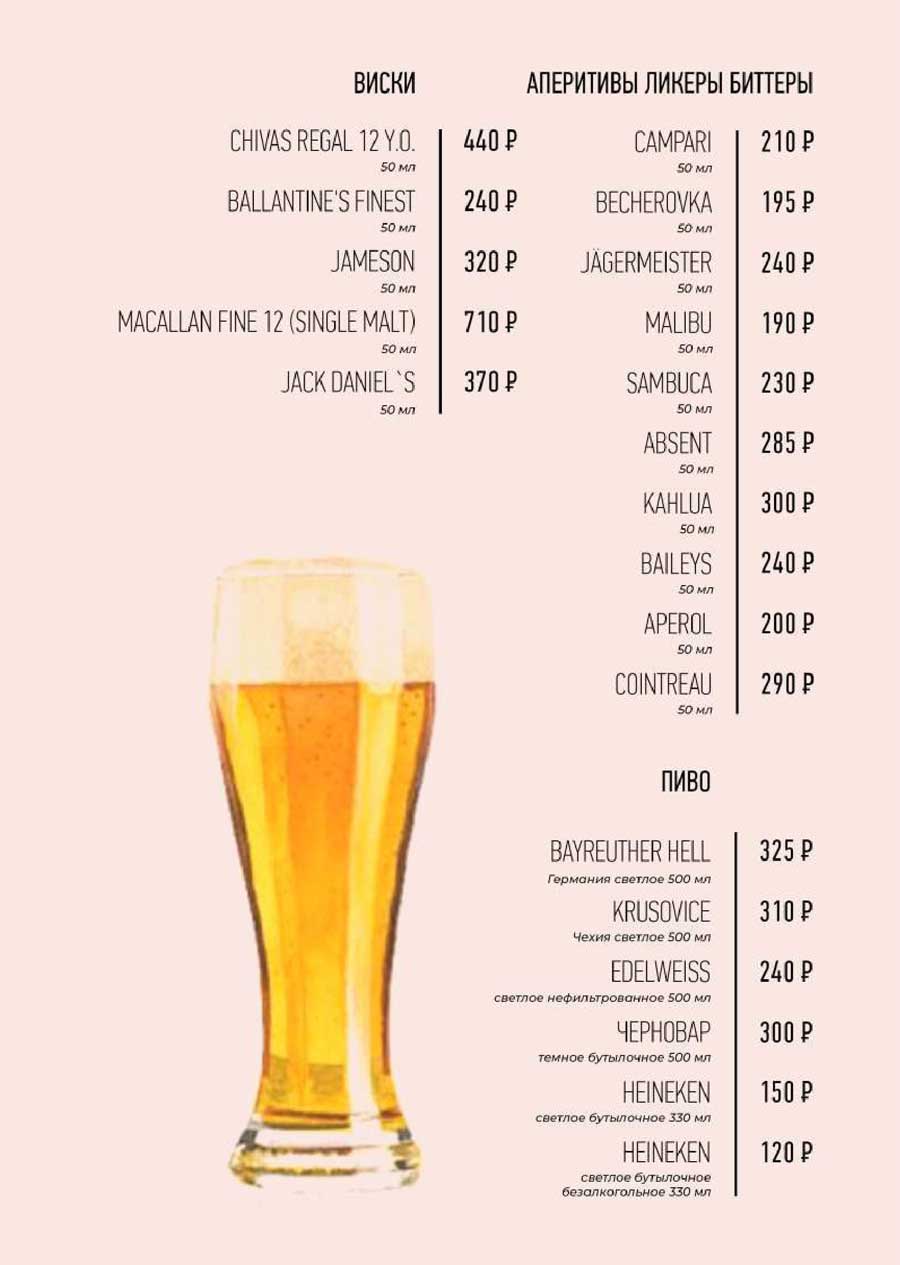 ВИСКИ
CHIVAS REGAL 12 Y.O. 440 ₽
50 мл
BALLANTINE'S FINEST 240 ₽
50 мл
JAMESON 320 ₽
50 мл
MACALLAN FINE 12 (SINGLE MALT) 710 ₽
50 мл
JACK DANIEL`S 370 ₽
50 мл
АПЕРИТИВЫ ЛИКЕРЫ БИТТЕРЫ
CAMPARI 210 ₽
50 мл
BECHEROVKA 195 ₽
50 мл
JÄGERMEISTER 240 ₽
50 мл
MALIBU 190 ₽
50 мл
SAMBUCA 230 ₽
50 мл
ABSENT 285 ₽
50 мл
KAHLUA 300 ₽
50 мл
BAILEYS 240 ₽
50 мл
APEROL 200 ₽
50 мл
COINTREAU 290 ₽
50 мл
ПИВО
BAYREUTHER HELL 325 ₽
Германия светлое 500 мл
KRUSOVICE 310 ₽
Чехия светлое 500 мл
EDELWEISS 240 ₽
светлое нефильтрованное 500 мл
ЧЕРНОВАР 300 ₽
темное бутылочное 500 мл
HEINEKEN 150 ₽
светлое бутылочное 330 мл
HEINEKEN 120 ₽
светлое бутылочное
безалкогольное 330 мл